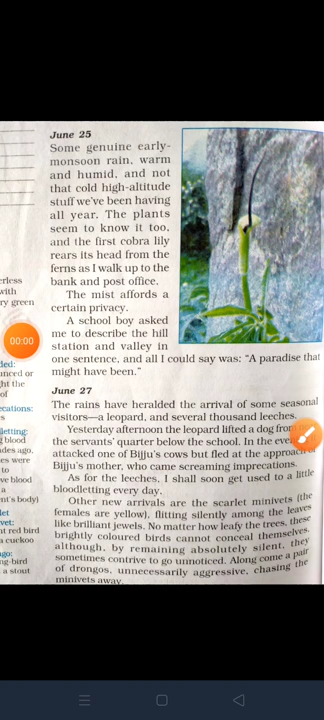 June 25
Some genuine early-
monsoon rain, warm
and humid, and not
that cold high-altitude
stuff we've been having
all year. The plants
seem to know it too,
and the first cobra lily
rears its head from the
ferns as I walk up to the
bank and post office.
The mist affords a
certain privacy.
A school boy asked
me to describe the hill
station and valley in
one sentence, and all I could say was: "A paradise that
might have been."
June 27
The rains have heralded the arrival of some seasonal
visitors—a leopard, and several thousand leeches.
Yesterday afternoon the leopard lifted a dog from
the servants' quarter below the school. In the
attacked one of Bijju's cows but fled at the approach of
Bijju's mother, who came screaming imprecations.
As for the leeches, I shall soon get used to a little
bloodletting every day.
Other new arrivals are the scarlet minivets (the
females are yellow), flitting silently among the leaves
like brilliant jewels. No matter how leafy the trees, these
brightly coloured birds cannot conceal themselves,
although, by remaining absolutely silent, they
sometimes contrive to go unnoticed. Along come a pair
of drongos, unnecessarily aggressive, chasing the
minivets away.
erless
with
ry green
00:00
ded:
unced or
ght the
of
ecations:
s
letting:
g blood
ades ago,
es were
to
ve blood
a
nt's body)
let
vet:
nt red bird
a cuckoo
ngo:
ng-bird
a stout